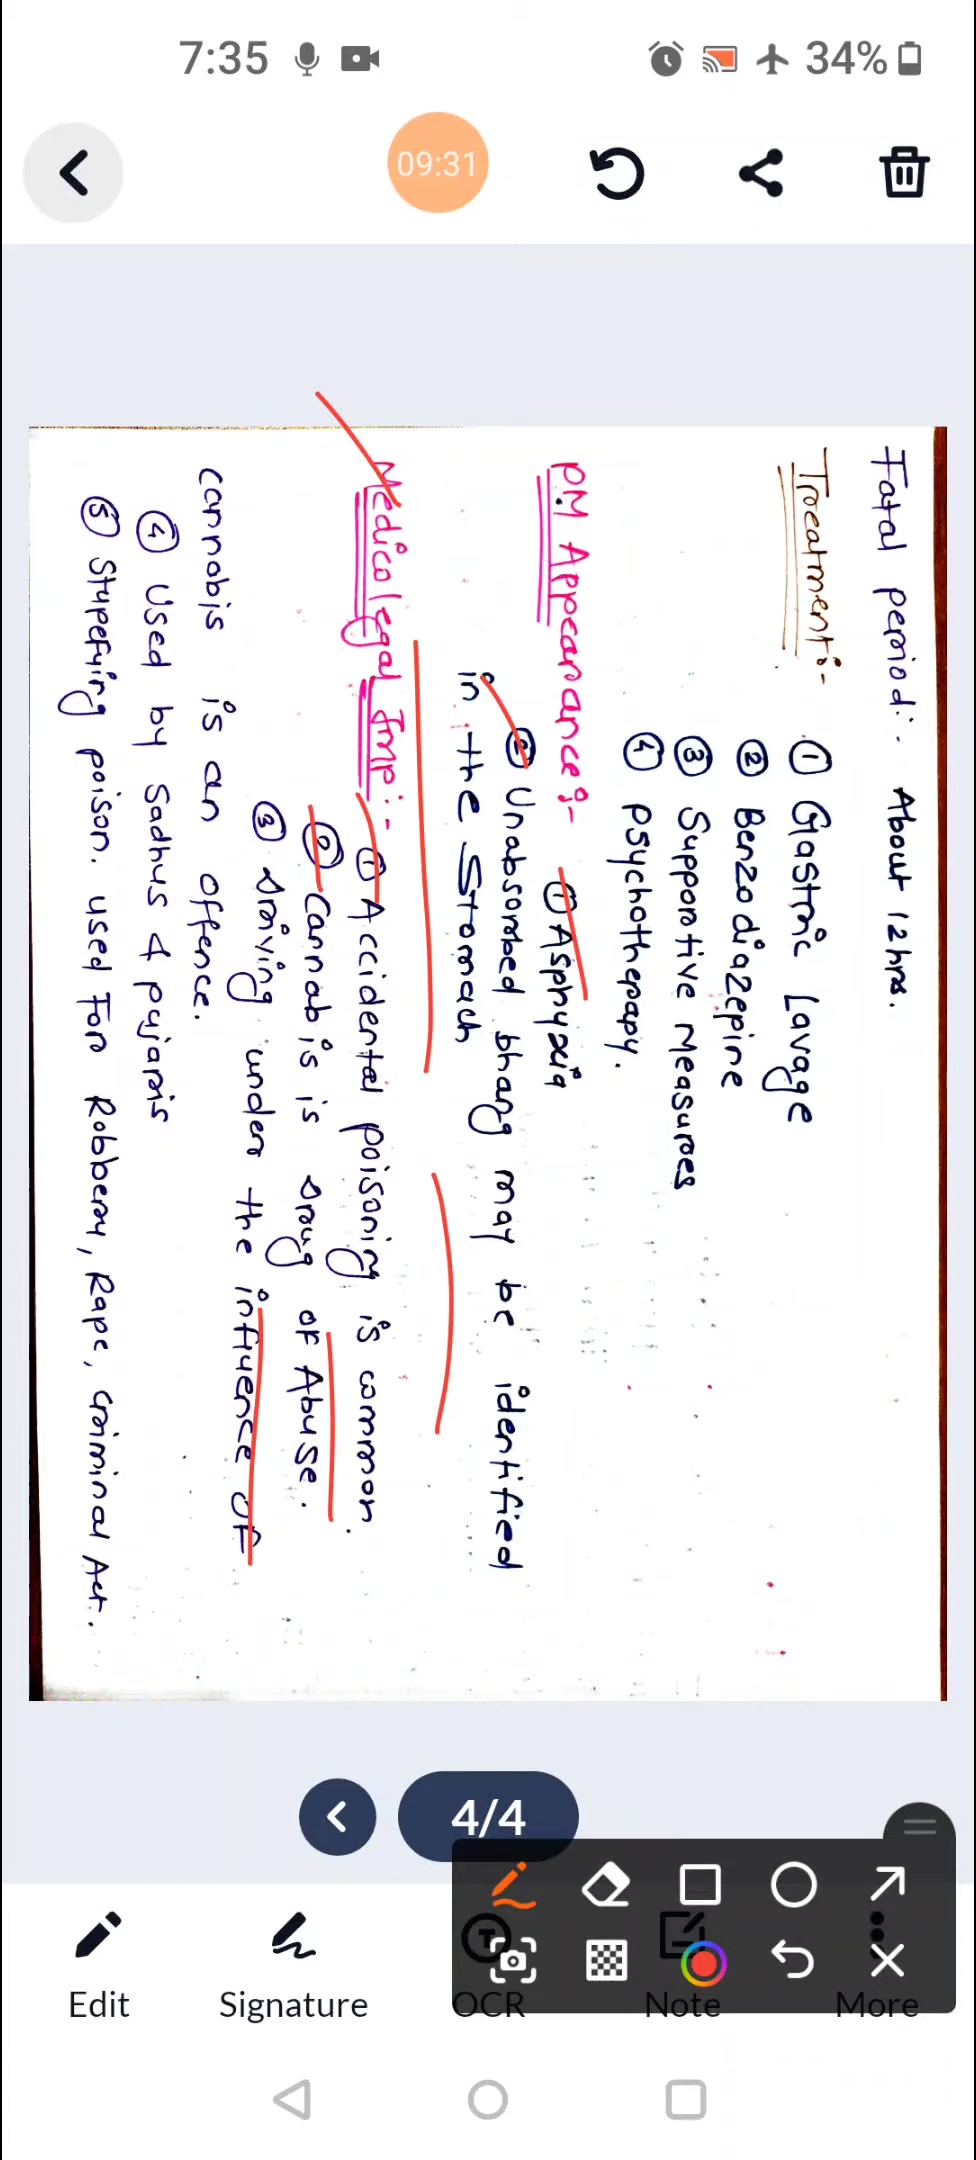 7:35
34%
09:31
Fatal period:- About 12 hrs.
Treatment:-
① Gastric Lavage
② Benzodiazepine
③ Supportive Measures
④ psychotherapy.
PM Appearance:- ① Asphyxia
② Unabsorbed bhang may be identified
in the Stomach
Medicolegal Imp:- ① Accidental poisoning is common.
② Cannabis is Drug of Abuse.
③ Driving under the influence of
cannabis is an offence.
④ Used by Sadhus & pujaris
⑤ Stupefying poison. used For Robbery, Rape, criminal Act.
4/4
Edit
Signature
OCR
Note
More